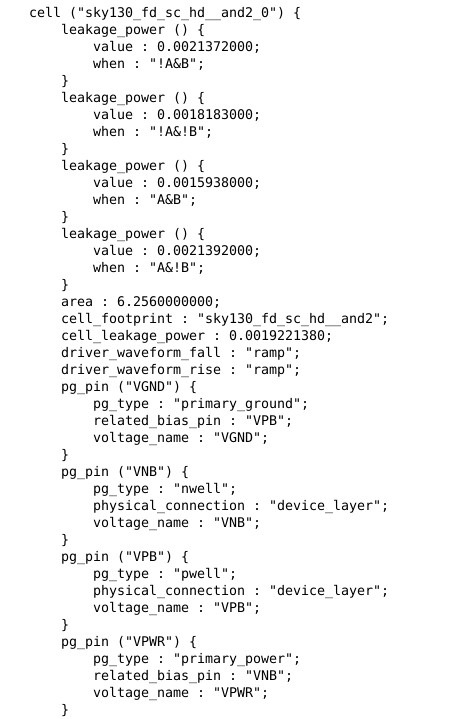 cell ("sky130_fd_sc_hd__and2_0") {
leakage_power () {
value : 0.0021372000;
when : "!A&B";
}
leakage_power () {
value : 0.0018183000;
when : "!A&!B";
}
leakage_power () {
value : 0.0015938000;
when : "A&B";
}
leakage_power () {
value : 0.0021392000;
when : "A&!B";
}
area : 6.2560000000;
cell_footprint : "sky130_fd_sc_hd__and2";
cell_leakage_power : 0.0019221380;
driver_waveform_fall : "ramp";
driver_waveform_rise : "ramp";
pg_pin ("VGND") {
pg_type : "primary_ground";
related_bias_pin : "VPB";
voltage_name : "VGND";
}
pg_pin ("VNB") {
pg_type : "nwell";
physical_connection : "device_layer";
voltage_name : "VNB";
}
pg_pin ("VPB") {
pg_type : "pwell";
physical_connection : "device_layer";
voltage_name : "VPB";
}
pg_pin ("VPWR") {
pg_type : "primary_power";
related_bias_pin : "VNB";
voltage_name : "VPWR";
}